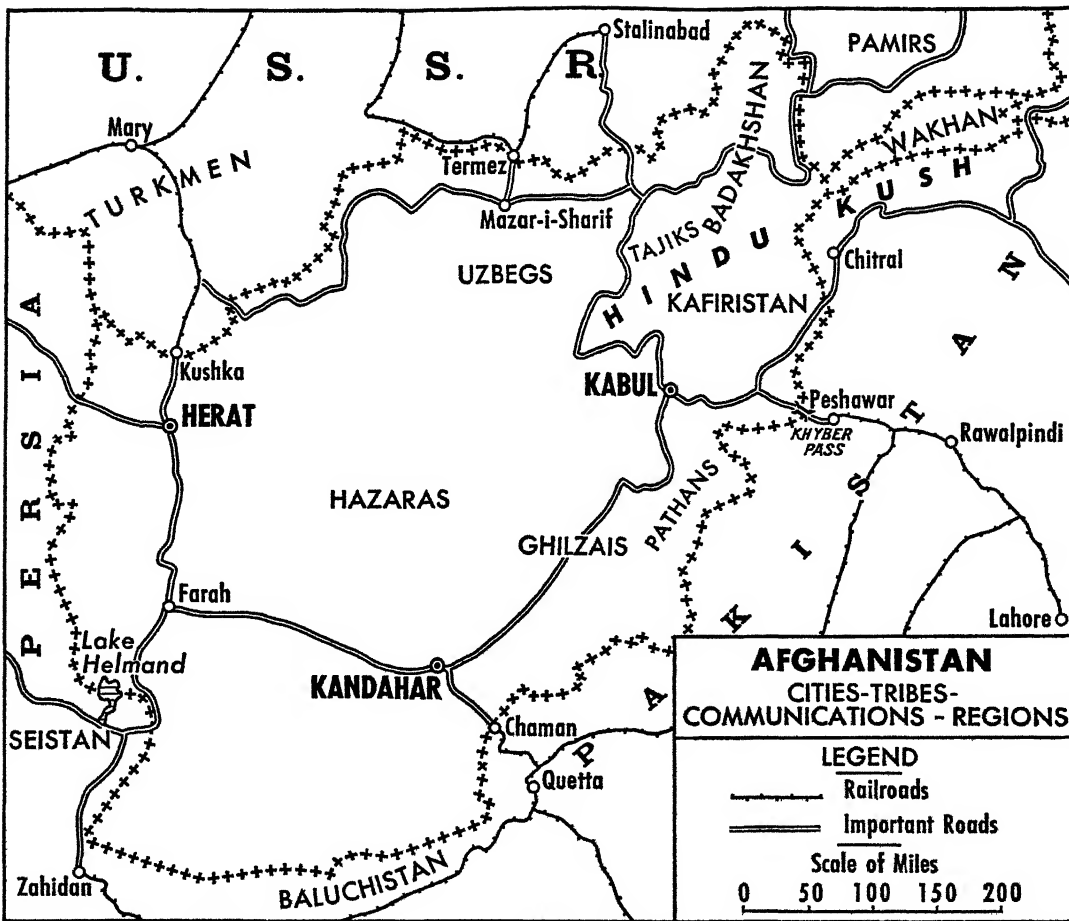 U. S. S. R.
Stalinabad
PAMIRS
Mary
TURKMEN
Termez
BADAKHSHAN
WAKHAN
Mazar-i-Sharif
TAJIKS
HINDU KUSH
UZBEGS
KAFIRISTAN
Chitral
PERSIA
Kushka
HERAT
KABUL
Peshawar
KHYBER
PASS
Rawalpindi
PAKISTAN
HAZARAS
GHILZAIS
PATHANS
Farah
Lahore
Lake
Helmand
KANDAHAR
SEISTAN
Chaman
Quetta
Zahidan
BALUCHISTAN
AFGHANISTAN
CITIES-TRIBES-
COMMUNICATIONS - REGIONS
LEGEND
Railroads
Important Roads
Scale of Miles
0 50 100 150 200